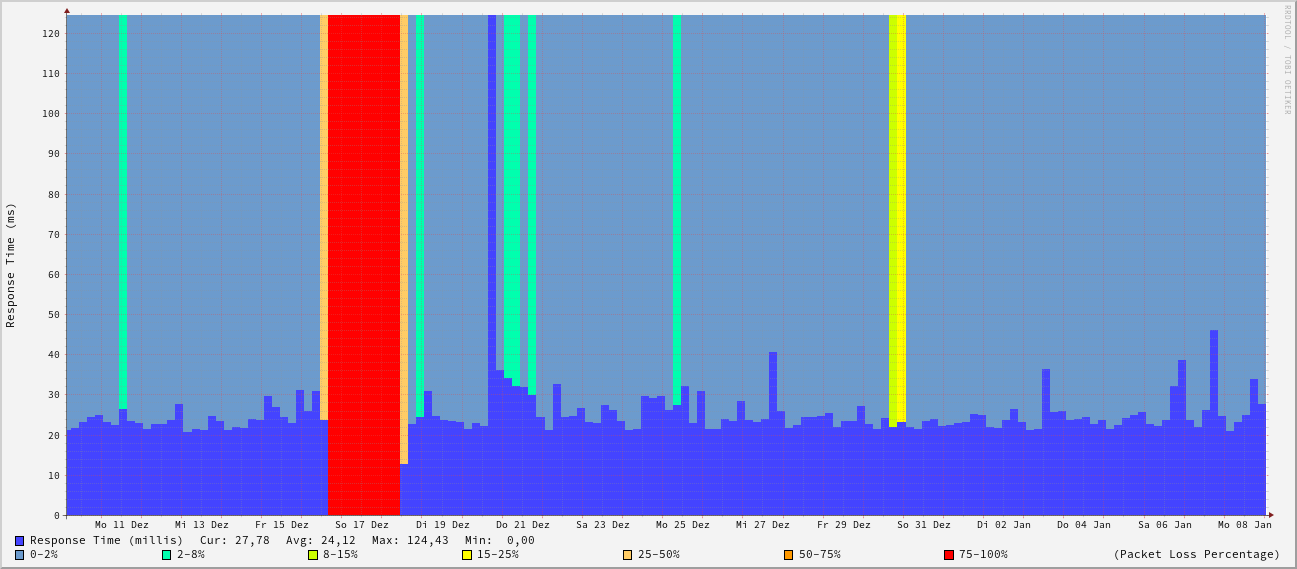 RRDTOOL / TOBI OETIKER
Response Time (ms)
120
110
100
90
80
70
60
50
40
30
20
10
0
Mo 11 Dez Mi 13 Dez Fr 15 Dez So 17 Dez Di 19 Dez Do 21 Dez Sa 23 Dez Mo 25 Dez Mi 27 Dez Fr 29 Dez So 31 Dez Di 02 Jan Do 04 Jan Sa 06 Jan Mo 08 Jan
Response Time (millis) Cur: 27,78 Avg: 24,12 Max: 124,43 Min: 0,00
0-2% 2-8% 8-15% 15-25% 25-50% 50-75% 75-100% (Packet Loss Percentage)